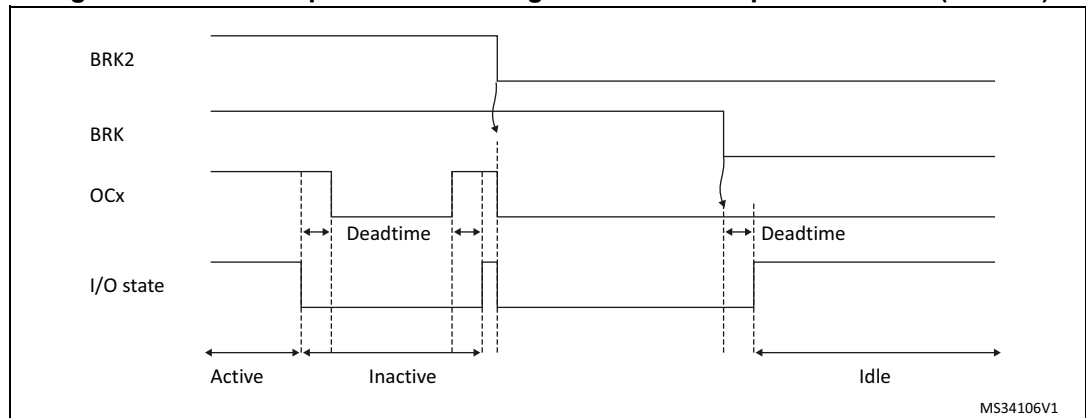 BRK2
BRK
OCx
Deadtime Deadtime
I/O state
Active Inactive Idle
MS34106V1